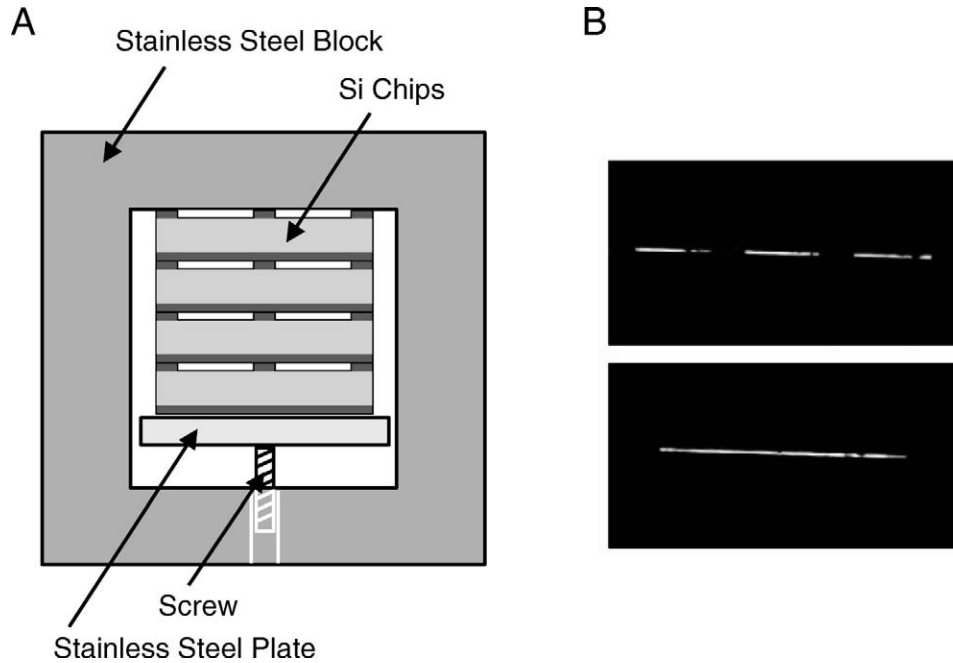 A
B
Stainless Steel Block
Si Chips
Screw
Stainless Steel Plate